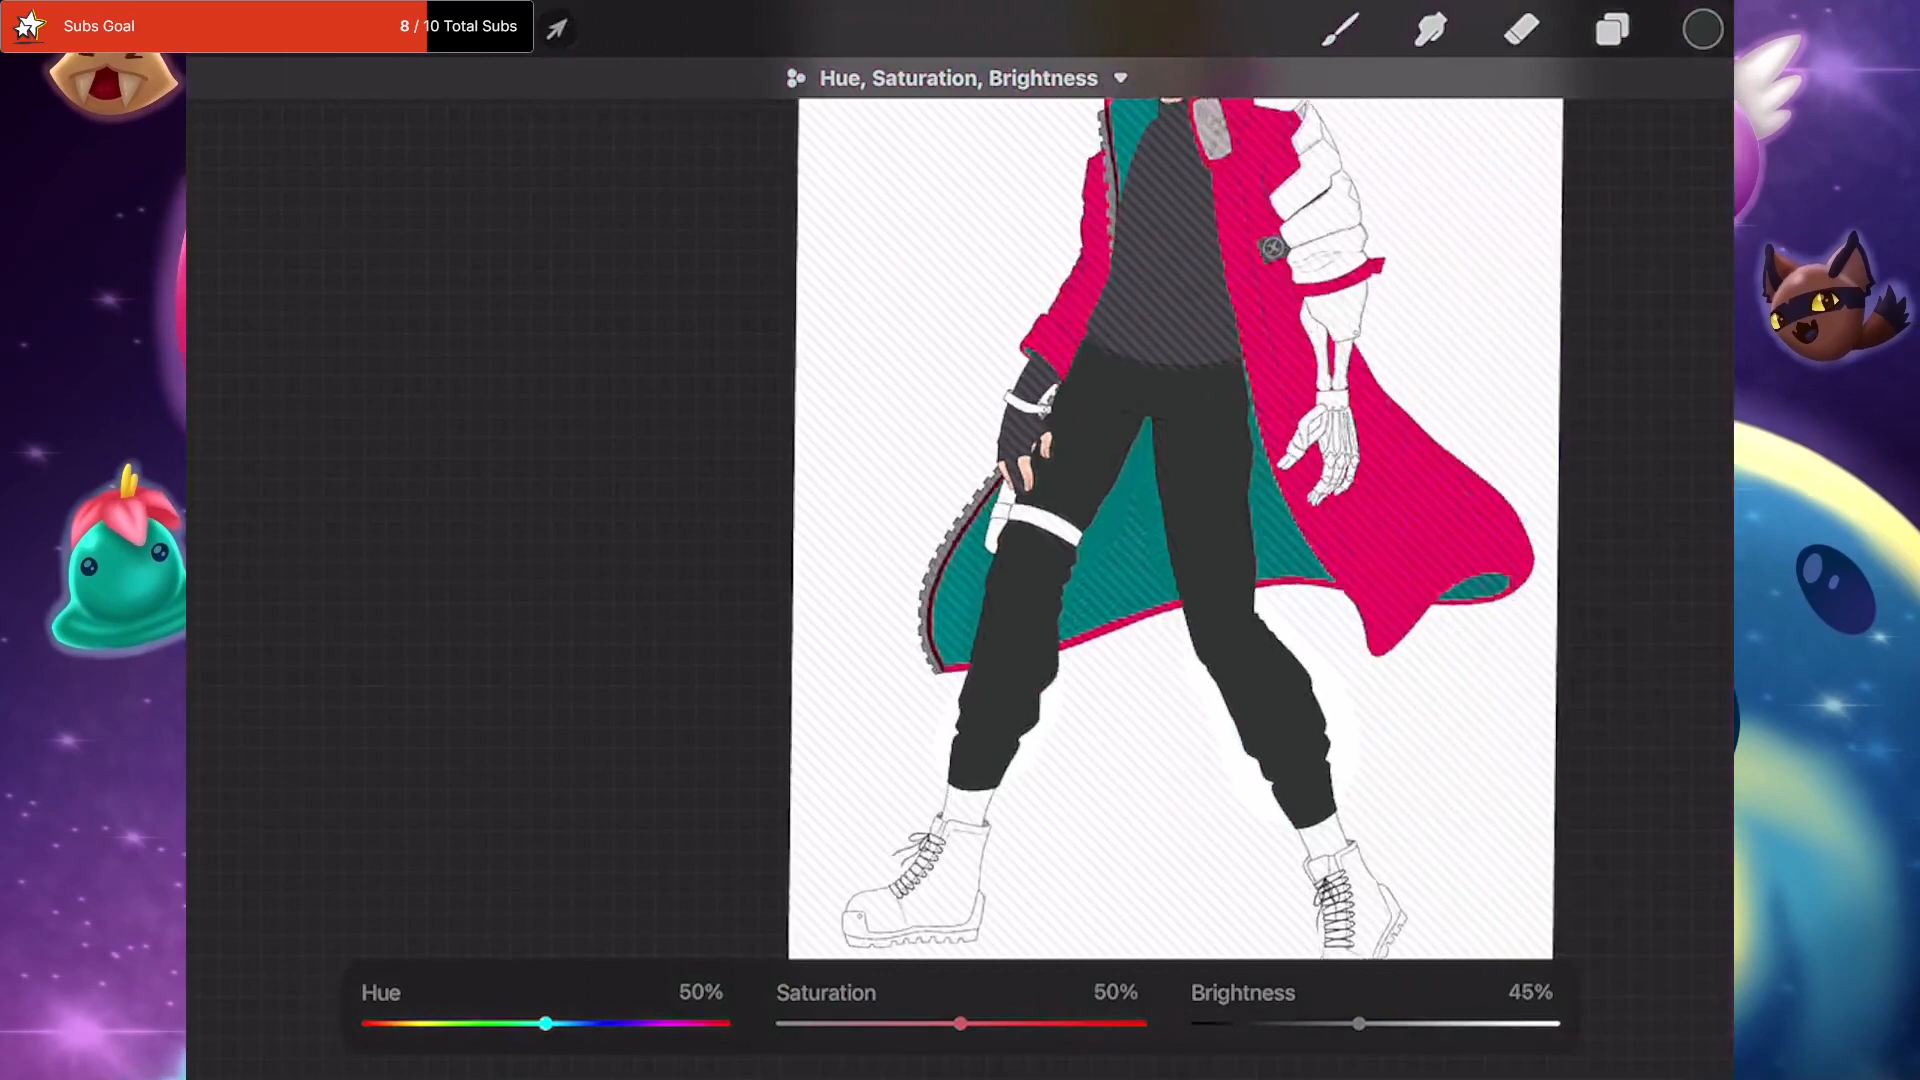 Subs Goal 8 / 10 Total Subs
Hue, Saturation, Brightness
Hue 50% Saturation 50% Brightness 45%